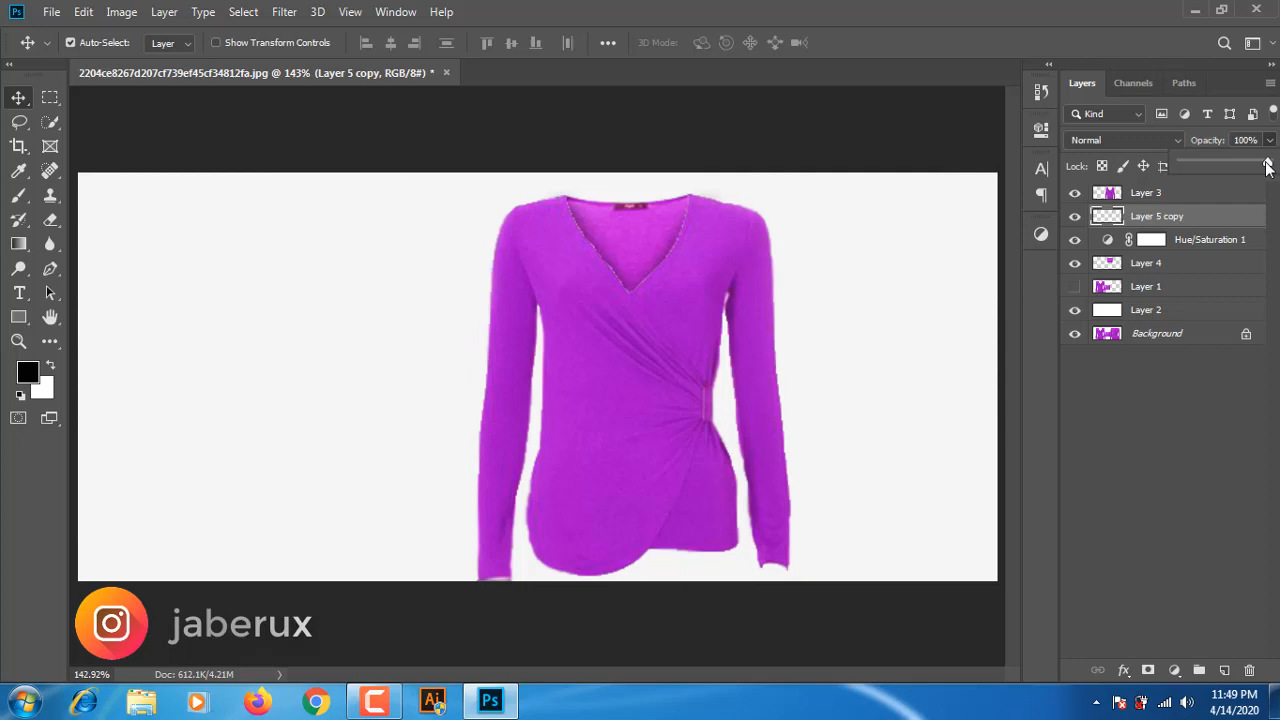 Ps File Edit Image Layer Type Select Filter 3D View Window Help
Auto-Select: Layer Show Transform Controls 3D Mode:
2204ce8267d207cf739ef45cf34812fa.jpg @ 143% (Layer 5 copy, RGB/8#) *
Layers Channels Paths
Kind
Normal Opacity: 100%
Lock:
Layer 3
Layer 5 copy
Hue/Saturation 1
Layer 4
Layer 1
Layer 2
Background
jaberux
142.92% Doc: 612.1K/4.21M
Ai Ps
11:49 PM
4/14/2020